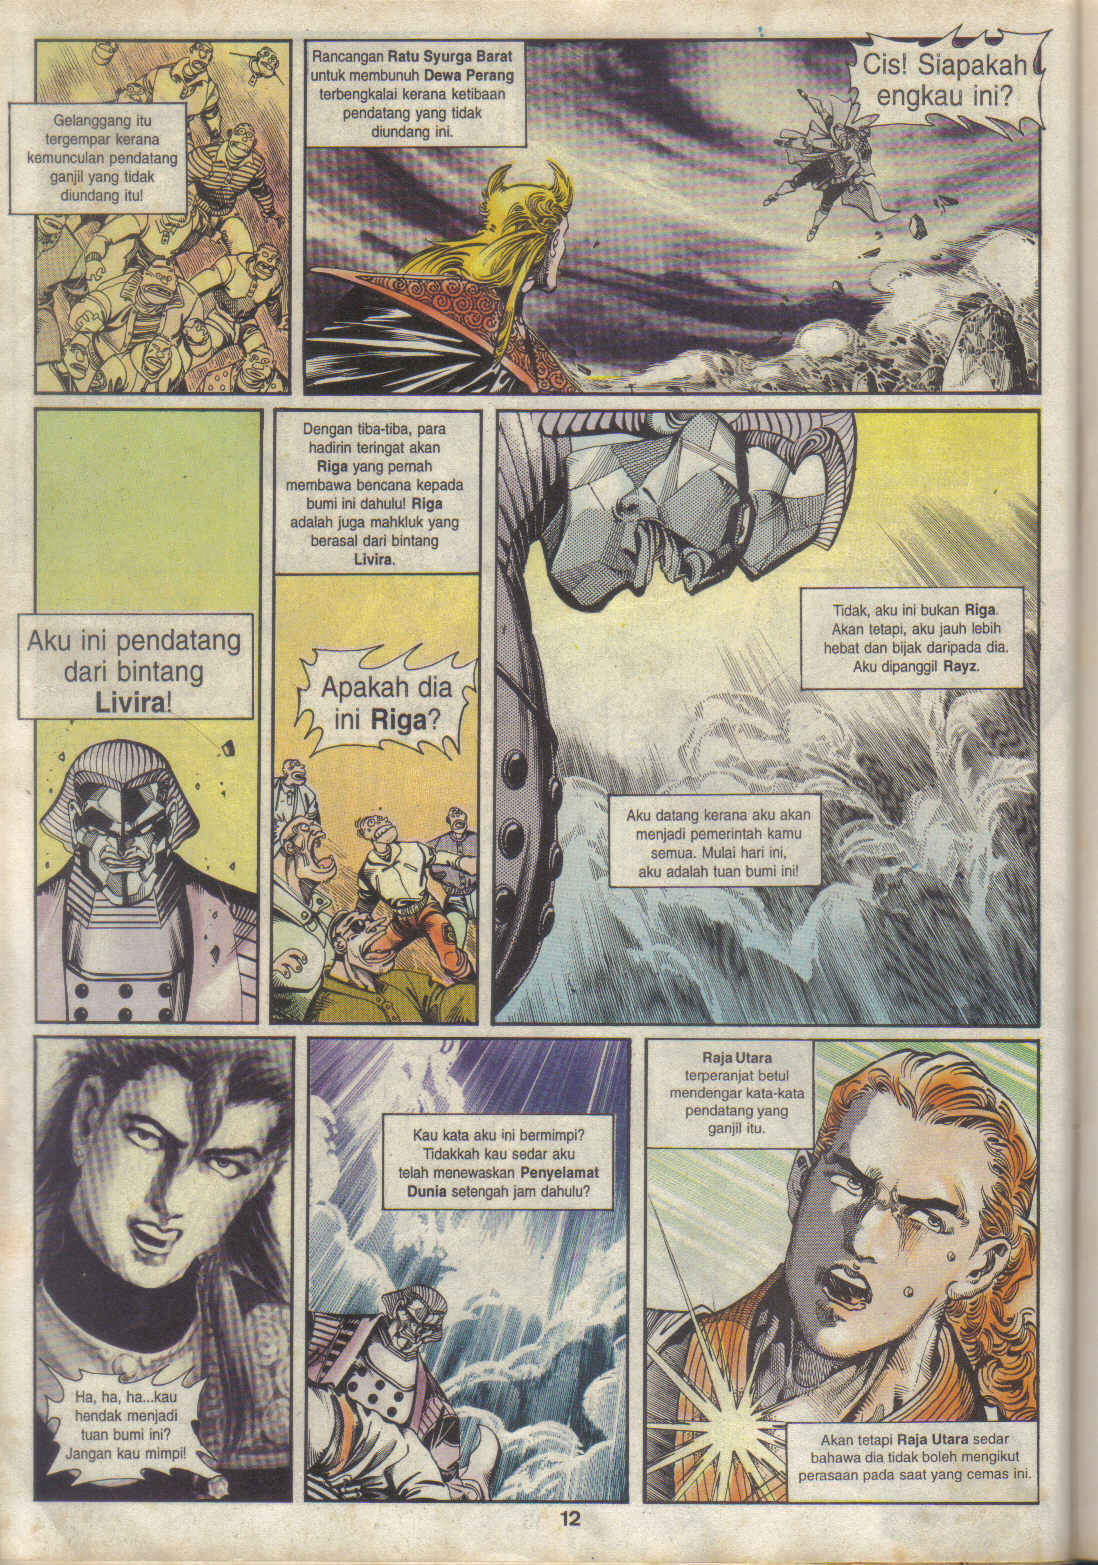 Gelanggang itu
tergempar kerana
kemunculan pendatang
ganjil yang tidak
diundang itu!
Rancangan Ratu Syurga Barat
untuk membunuh Dewa Perang
terbengkalai kerana ketibaan
pendatang yang tidak
diundang ini.
Cis! Siapakah
engkau ini?
Aku ini pendatang
dari bintang
Livira!
Dengan tiba-tiba, para
hadirin teringat akan
Riga yang pernah
membawa bencana kepada
bumi ini dahulu! Riga
adalah juga mahkluk yang
berasal dari bintang
Livira.
Apakah dia
ini Riga?
Tidak, aku ini bukan Riga.
Akan tetapi, aku jauh lebih
hebat dan bijak daripada dia.
Aku dipanggil Rayz.
Aku datang kerana aku akan
menjadi pemerintah kamu
semua. Mulai hari ini,
aku adalah tuan bumi ini!
Ha, ha, ha...kau
hendak menjadi
tuan bumi ini?
Jangan kau mimpi!
Kau kata aku ini bermimpi?
Tidakkah kau sedar aku
telah menewaskan Penyelamat
Dunia setengah jam dahulu?
Raja Utara
terperanjat betul
mendengar kata-kata
pendatang yang
ganjil itu.
Akan tetapi Raja Utara sedar
bahawa dia tidak boleh mengikut
perasaan pada saat yang cemas ini.
12